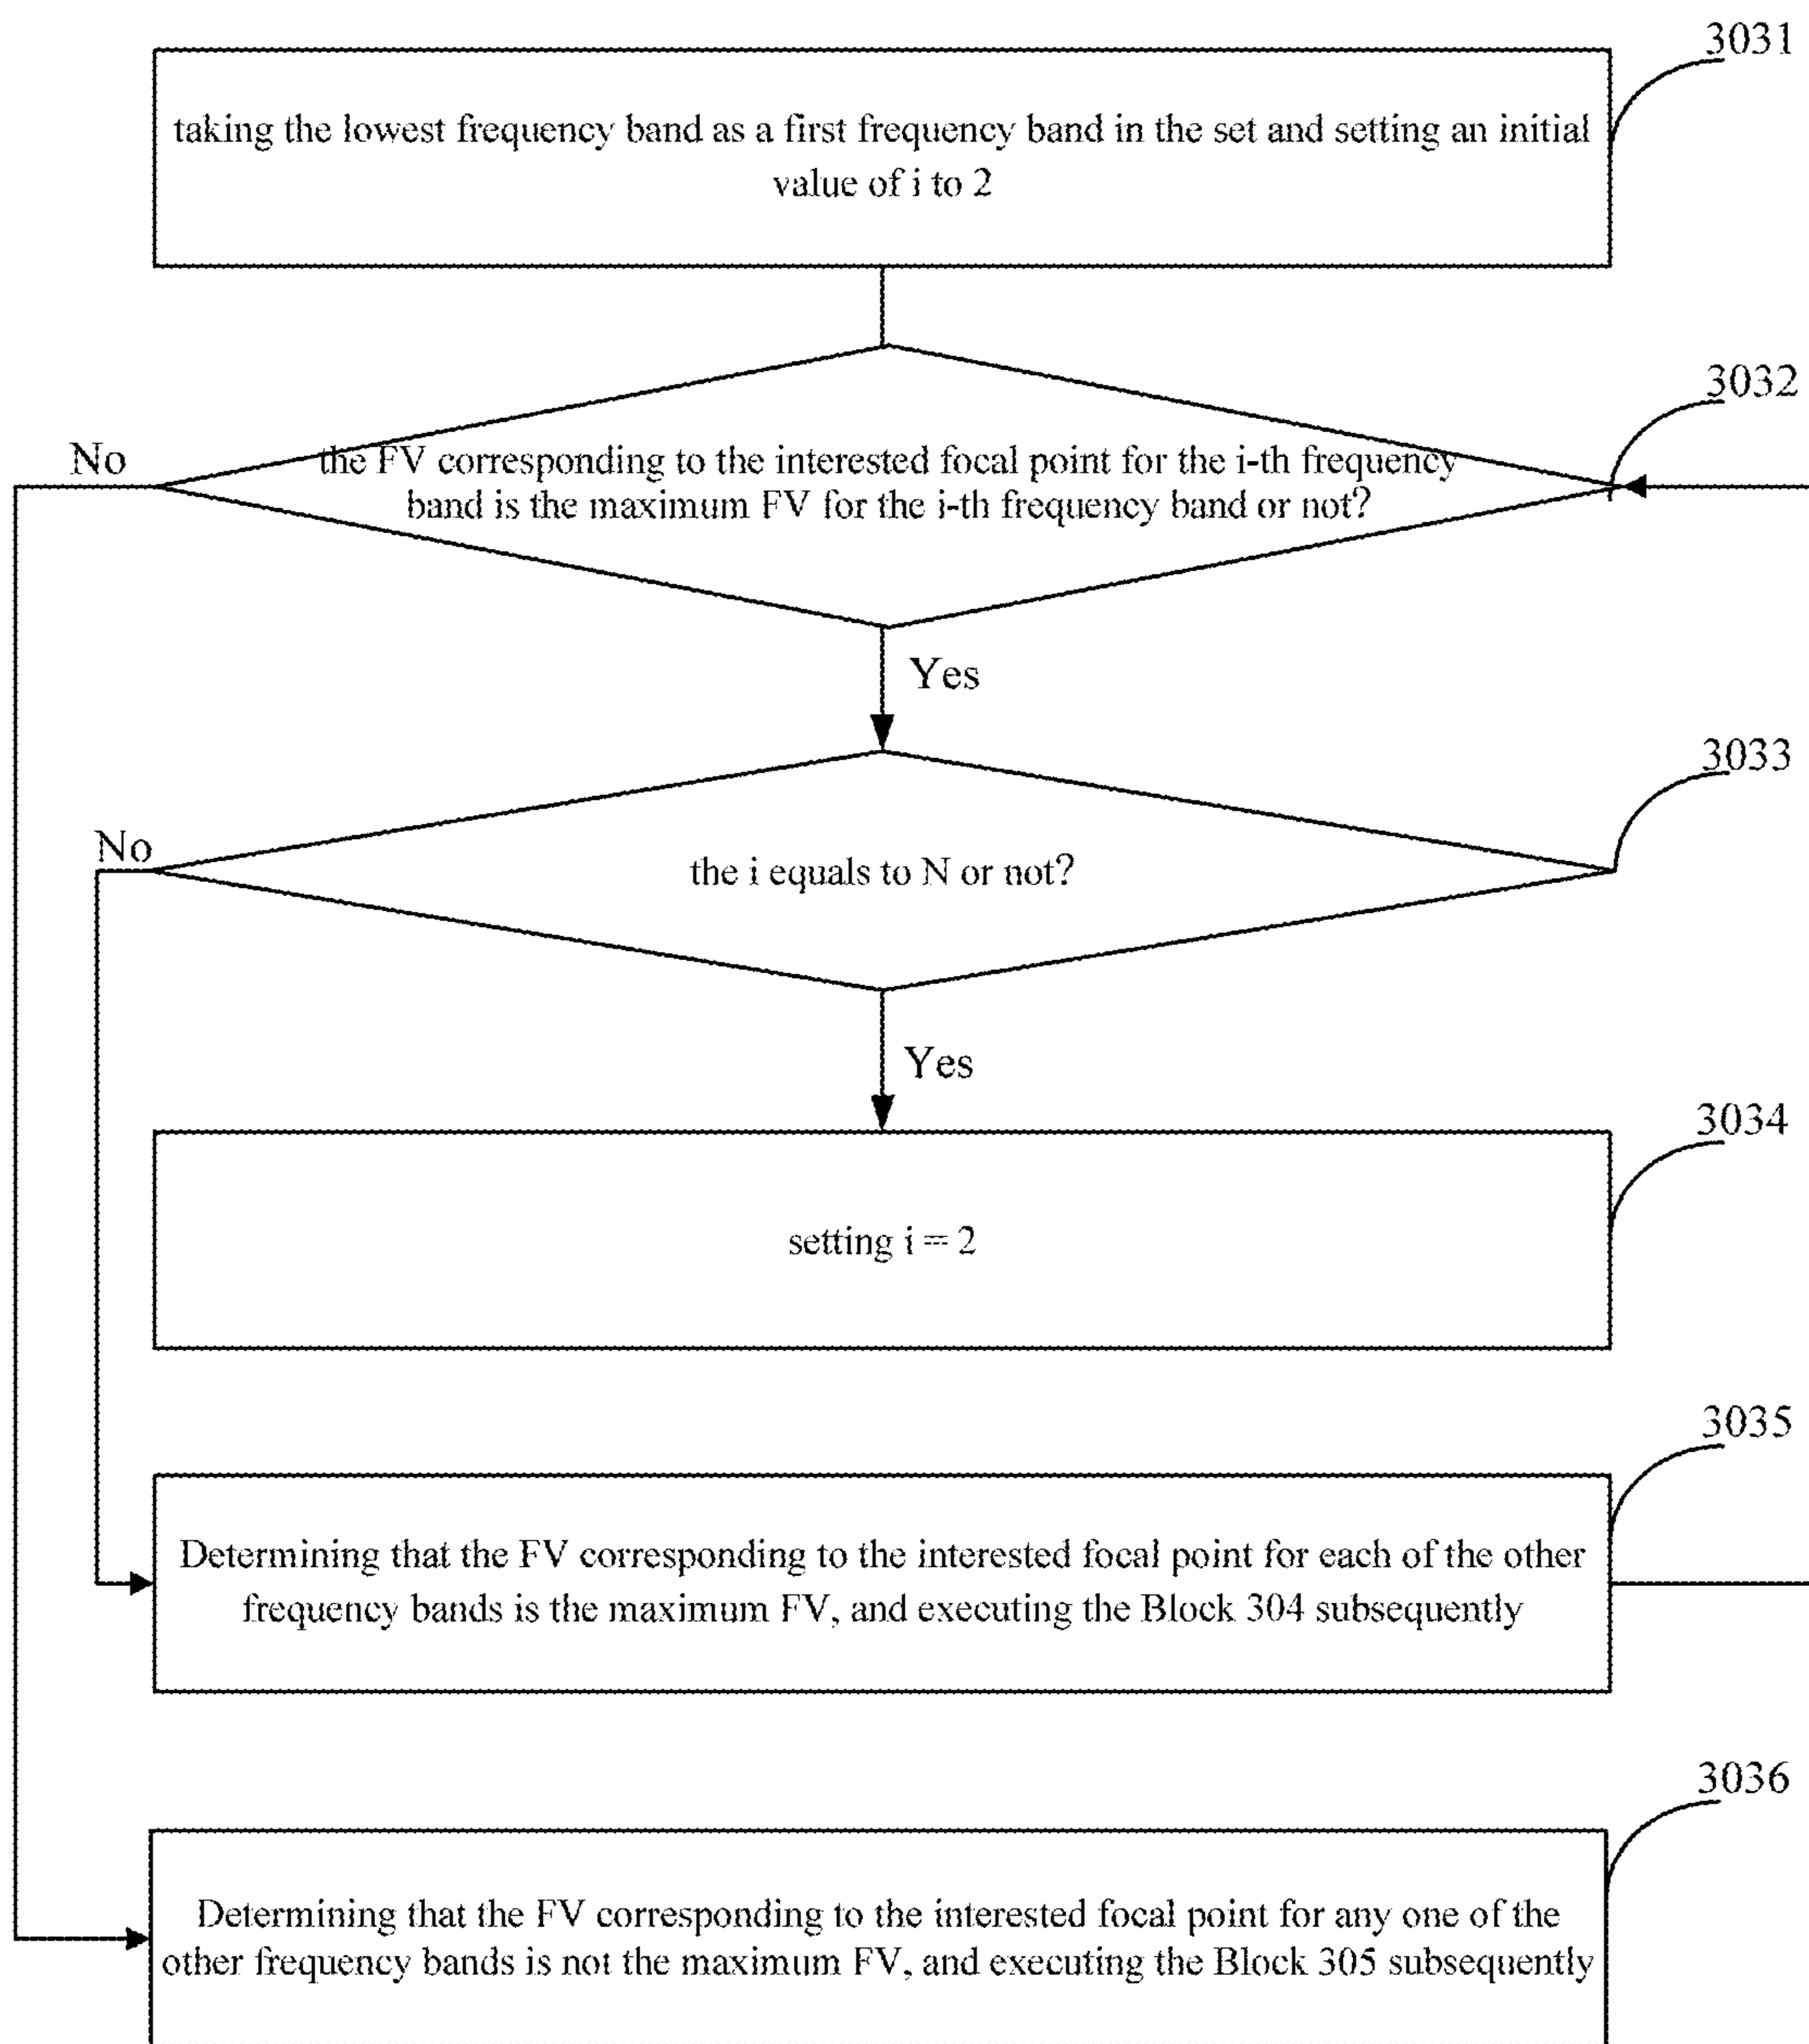 3031
taking the lowest frequency band as a first frequency band in the set and setting an initial
value of i to 2
3032
No
the FV corresponding to the interested focal point for the i-th frequency
band is the maximum FV for the i-th frequency band or not?
Yes
3033
No
the i equals to N or not?
Yes
3034
setting i = 2
3035
Determining that the FV corresponding to the interested focal point for each of the other
frequency bands is the maximum FV, and executing the Block 304 subsequently
3036
Determining that the FV corresponding to the interested focal point for any one of the
other frequency bands is not the maximum FV, and executing the Block 305 subsequently